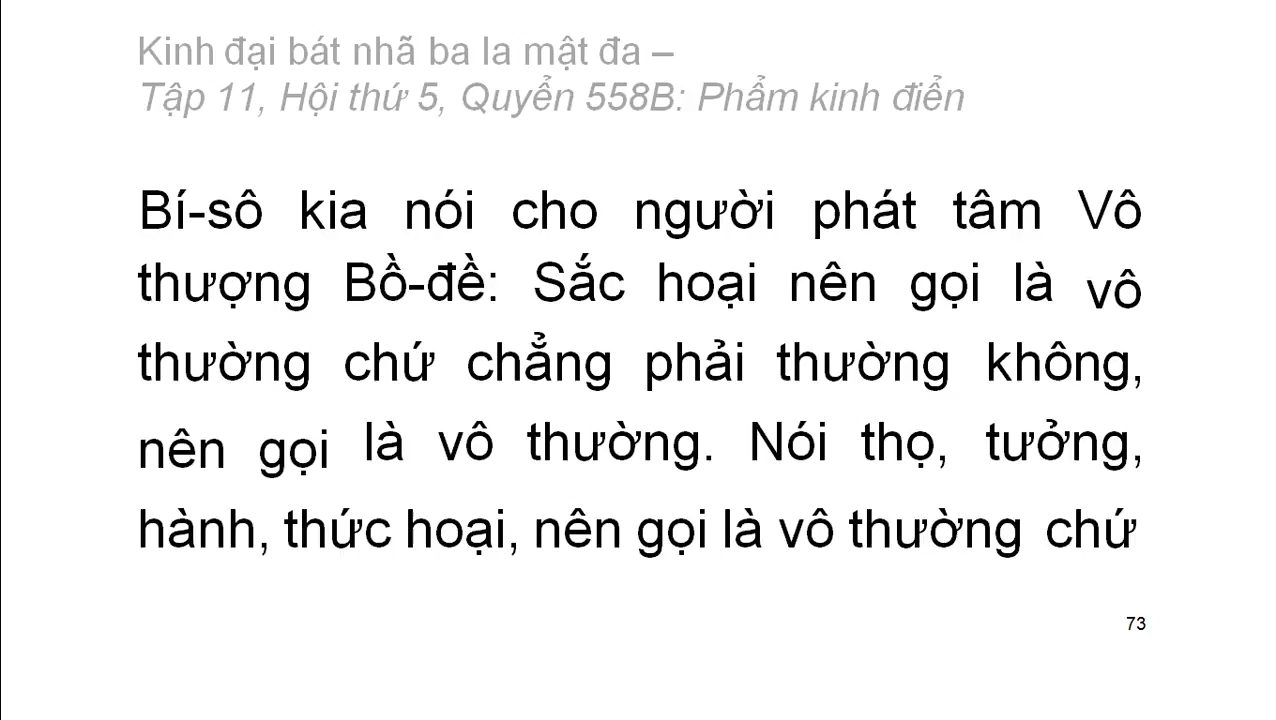 Kinh đại bát nhã ba la mật đa –
Tập 11, Hội thứ 5, Quyển 558B: Phẩm kinh điển
Bí-sô kia nói cho người phát tâm Vô
thượng Bồ-đề: Sắc hoại nên gọi là vô
thường chứ chẳng phải thường không,
nên gọi là vô thường. Nói thọ, tưởng,
hành, thức hoại, nên gọi là vô thường chứ
73